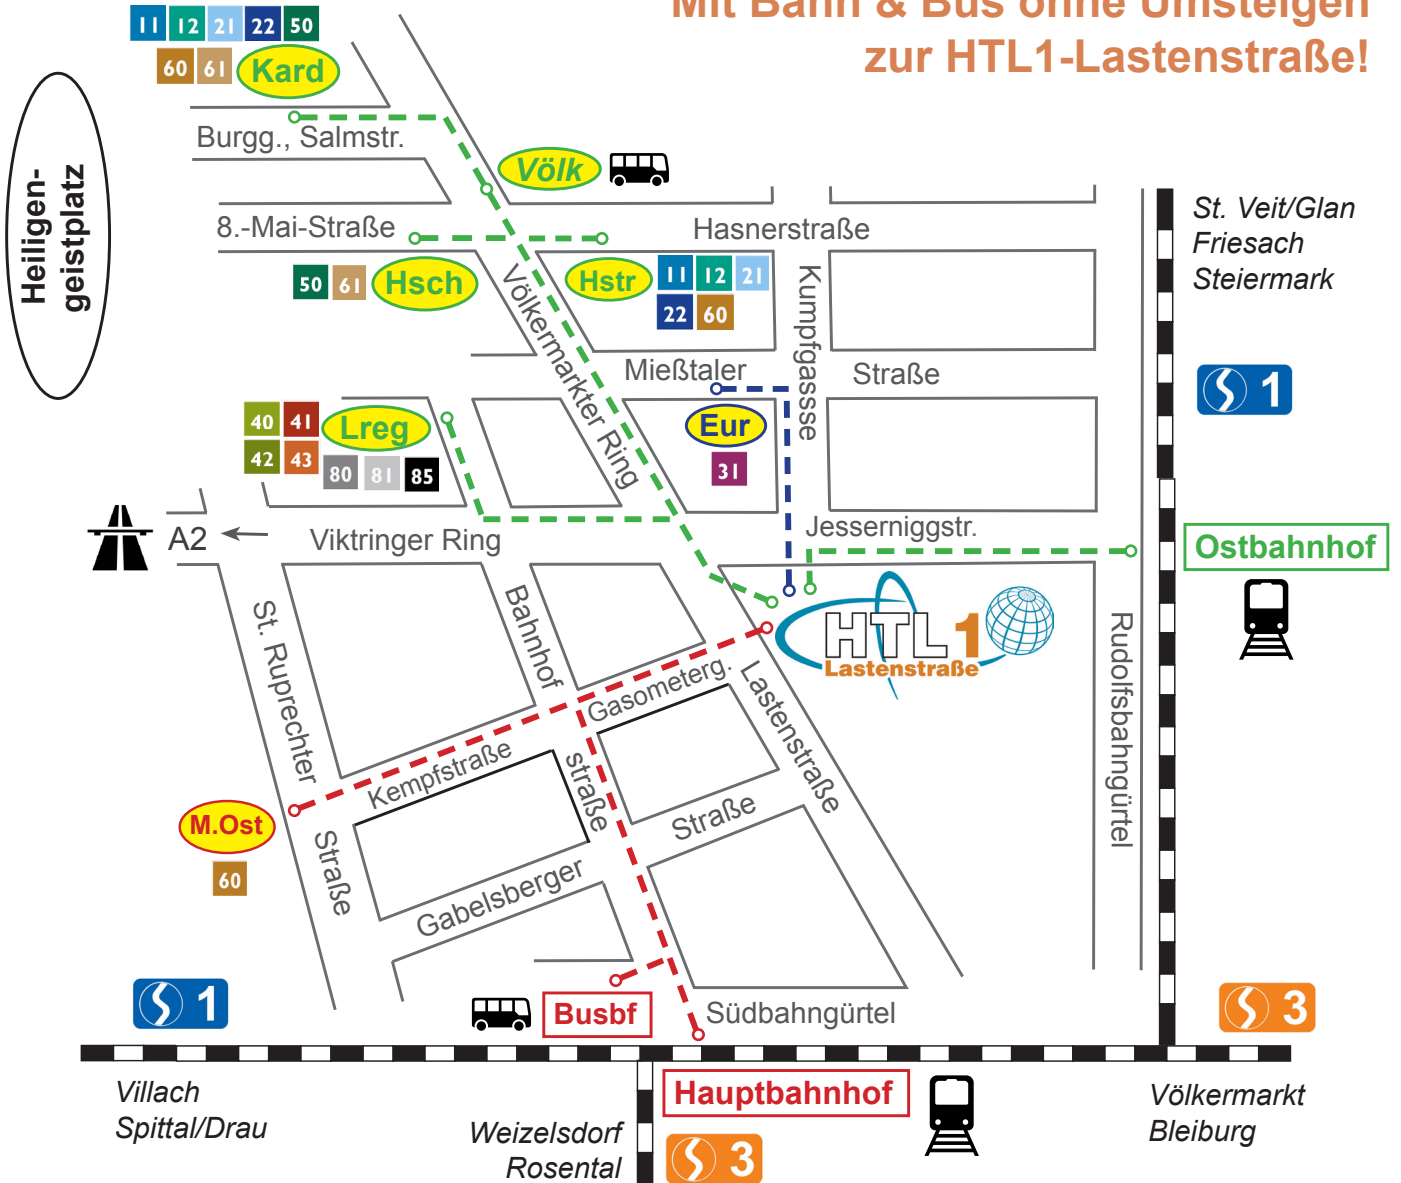 Mit Bahn & Bus ohne Umsteigen
zur HTL1-Lastenstraße!
11 12 21 22 50
60 61 Kard
Heiligen-
geistplatz
Burgg., Salmstr.
Völk
8.-Mai-Straße
Hasnerstraße
St. Veit/Glan
Friesach
Steiermark
50 61 Hsch
Hstr 11 12 21
22 60
Völkermarkter Ring
Kumpfgassse
Mießtaler
Straße
S 1
40 41
42 43
Lreg
80 81 85
Eur
31
A2
Viktringer Ring
Jesserniggstr.
Ostbahnhof
St. Ruprechter
Straße
Bahnhof
straße
HTL 1
Lastenstraße
Gasometerg.
Lastenstraße
Rudolfsbahngürtel
Kempfstraße
M.Ost
60
Gabelsberger
Straße
S 1
Busbf
Südbahngürtel
S 3
Villach
Spittal/Drau
Hauptbahnhof
Völkermarkt
Bleiburg
Weizelsdorf
Rosental
S 3